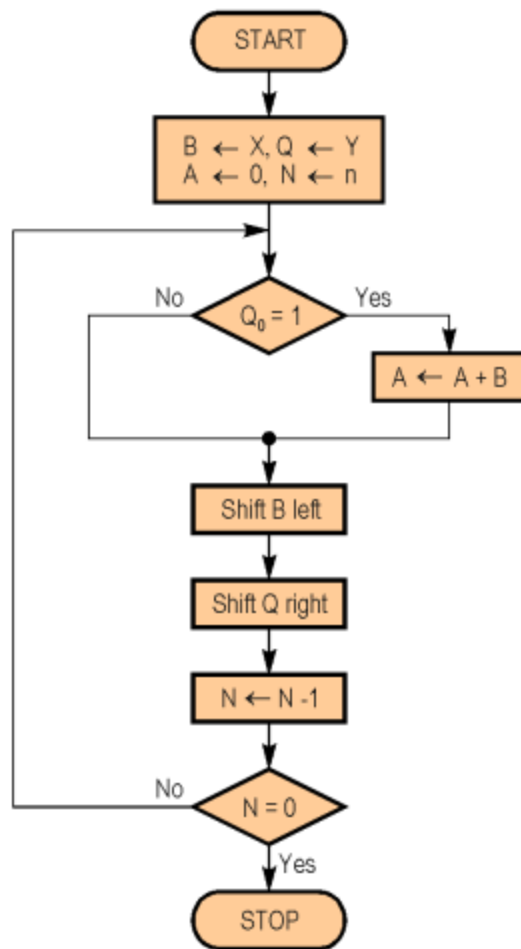 START
B ← X, Q ← Y
A ← 0, N ← n
No
Q₀ = 1
Yes
A ← A + B
Shift B left
Shift Q right
N ← N -1
No
N = 0
Yes
STOP